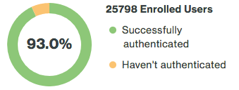 25798 Enrolled Users
93.0%
Successfully
authenticated
Haven't authenticated